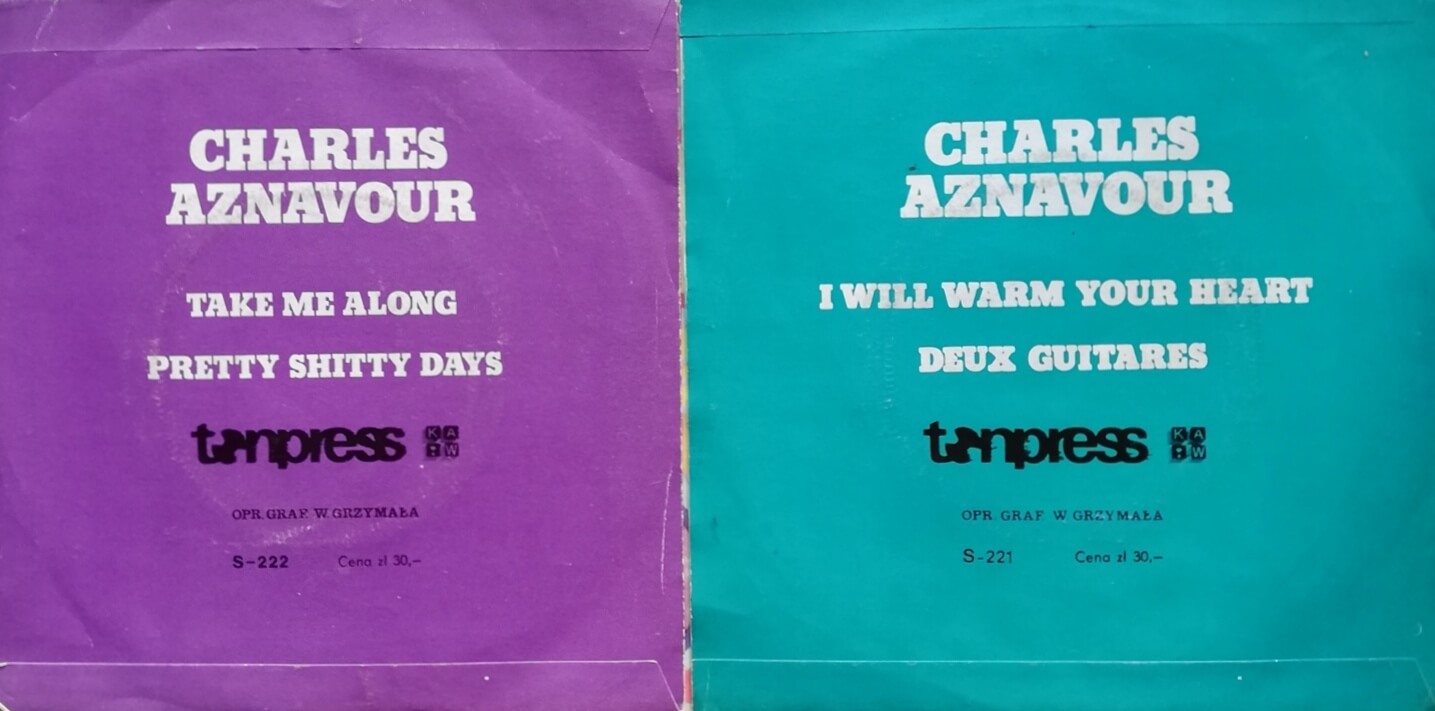 CHARLES
AZNAVOUR
TAKE ME ALONG
PRETTY SHITTY DAYS
tonpress KAW
OPR. GRAF. W. GRZYMAŁA
S-222 Cena zł 30,–
CHARLES
AZNAVOUR
I WILL WARM YOUR HEART
DEUX GUITARES
tonpress KAW
OPR. GRAF. W. GRZYMAŁA
S-221 Cena zł 30,–